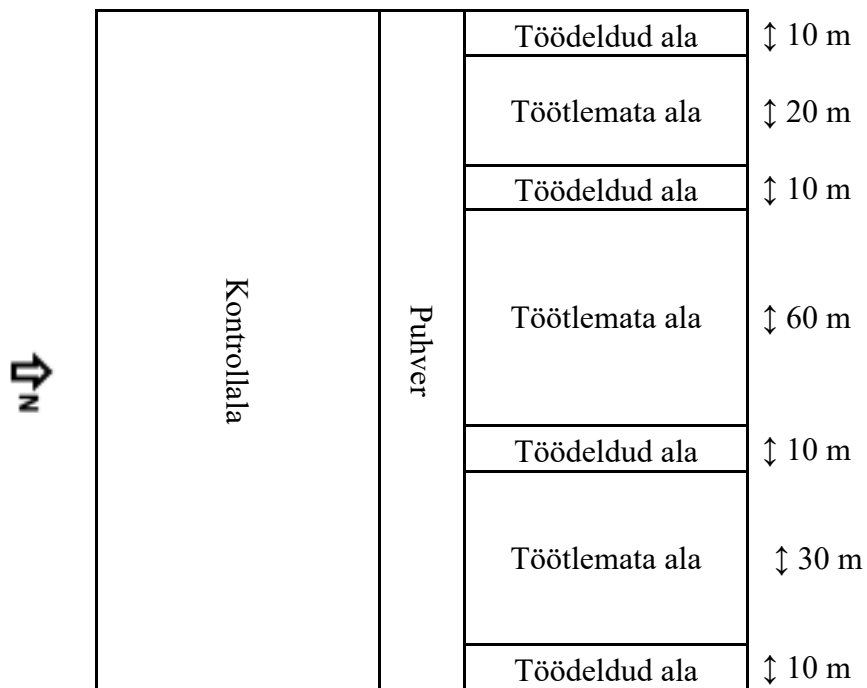 Töödeldud ala ↕ 10 m
Töötlemata ala ↕ 20 m
Töödeldud ala ↕ 10 m
Töötlemata ala ↕ 60 m
Töödeldud ala ↕ 10 m
Töötlemata ala ↕ 30 m
Töödeldud ala ↕ 10 m
Kontrollala
Puhver
N